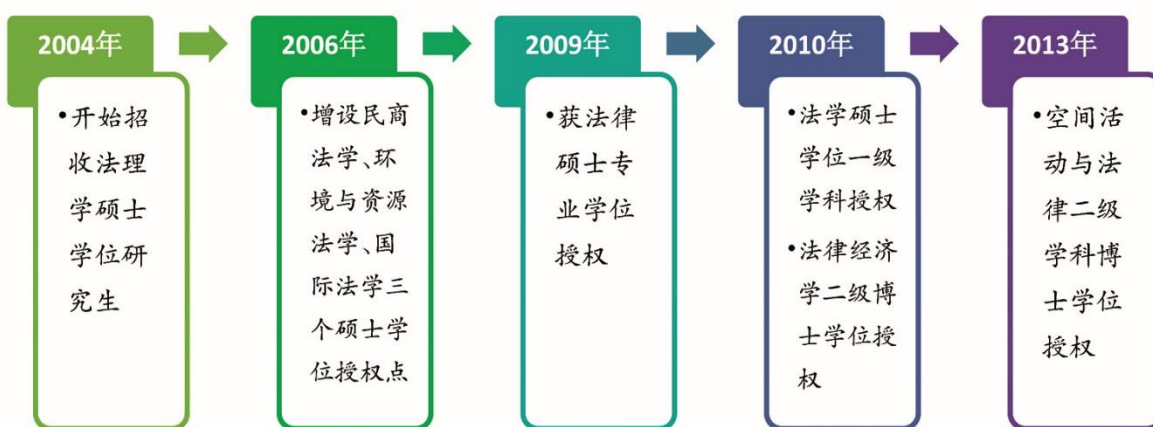 2004年
•开始招
收法理
学硕士
学位研
究生
2006年
•增设民商
法学、环
境与资源
法学、国
际法学三
个硕士学
位授权点
2009年
•获法律
硕士专
业学位
授权
2010年
•法学硕士
学位一级
学科授权
•法律经济
学二级博
士学位授
权
2013年
•空间活
动与法
律二级
学科博
士学位
授权